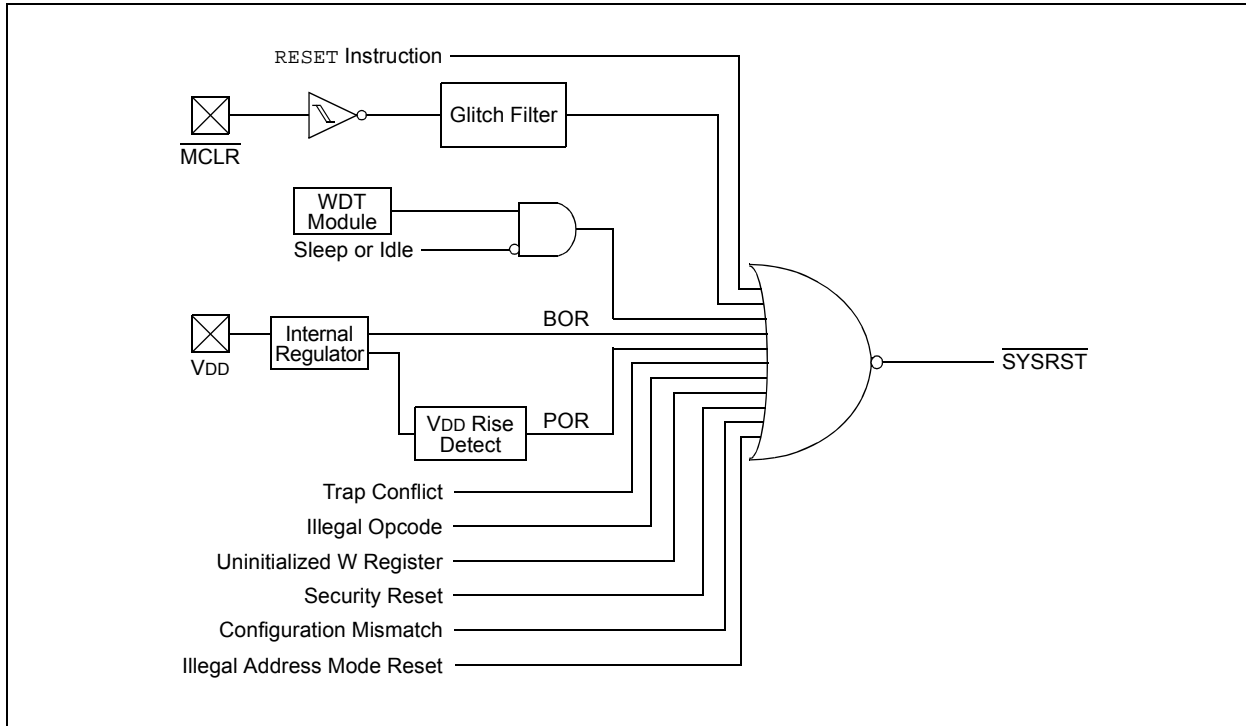 RESET Instruction
Glitch Filter
MCLR
WDT
Module
Sleep or Idle
BOR
Internal
Regulator
VDD
SYSRST
VDD Rise
Detect
POR
Trap Conflict
Illegal Opcode
Uninitialized W Register
Security Reset
Configuration Mismatch
Illegal Address Mode Reset